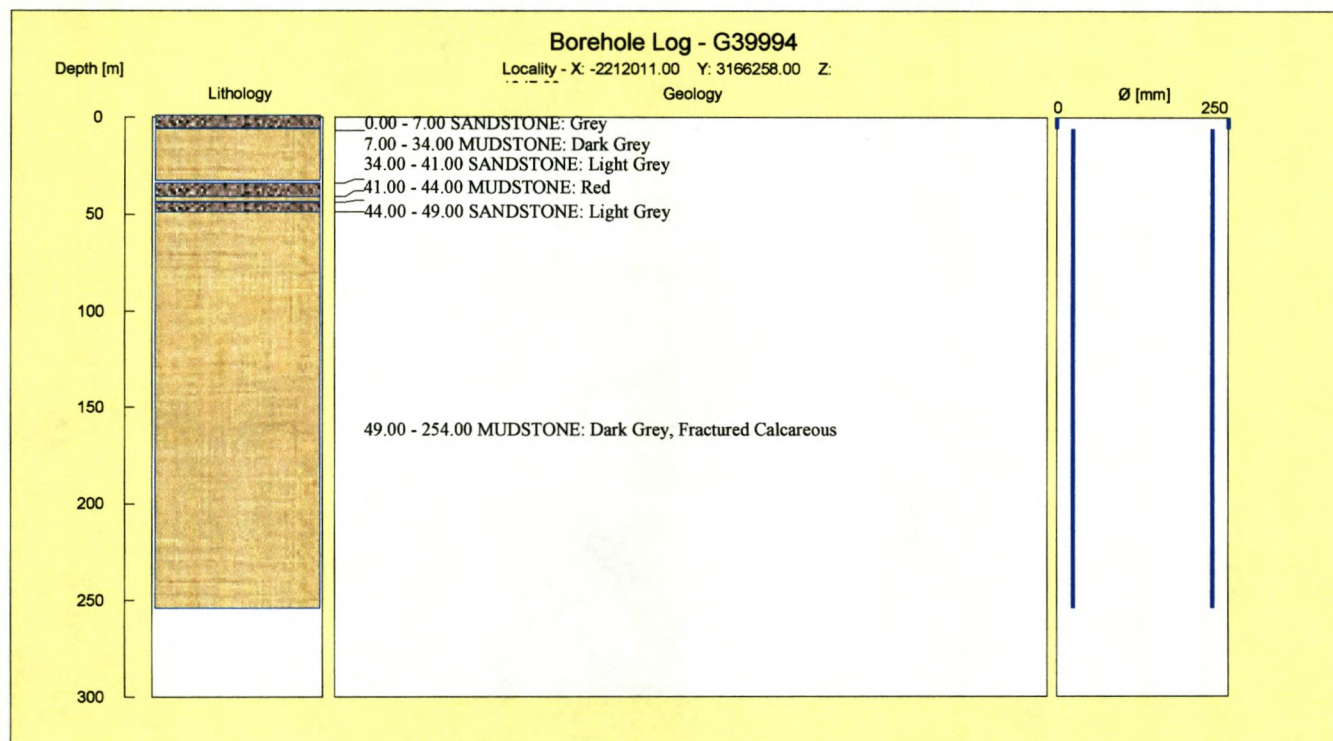 Borehole Log - G39994
Depth [m]
Locality - X: -2212011.00 Y: 3166258.00 Z:
Lithology
Geology
Ø [mm]
0 250
0
50
100
150
200
250
300
0.00 - 7.00 SANDSTONE: Grey
7.00 - 34.00 MUDSTONE: Dark Grey
34.00 - 41.00 SANDSTONE: Light Grey
41.00 - 44.00 MUDSTONE: Red
44.00 - 49.00 SANDSTONE: Light Grey
49.00 - 254.00 MUDSTONE: Dark Grey, Fractured Calcareous